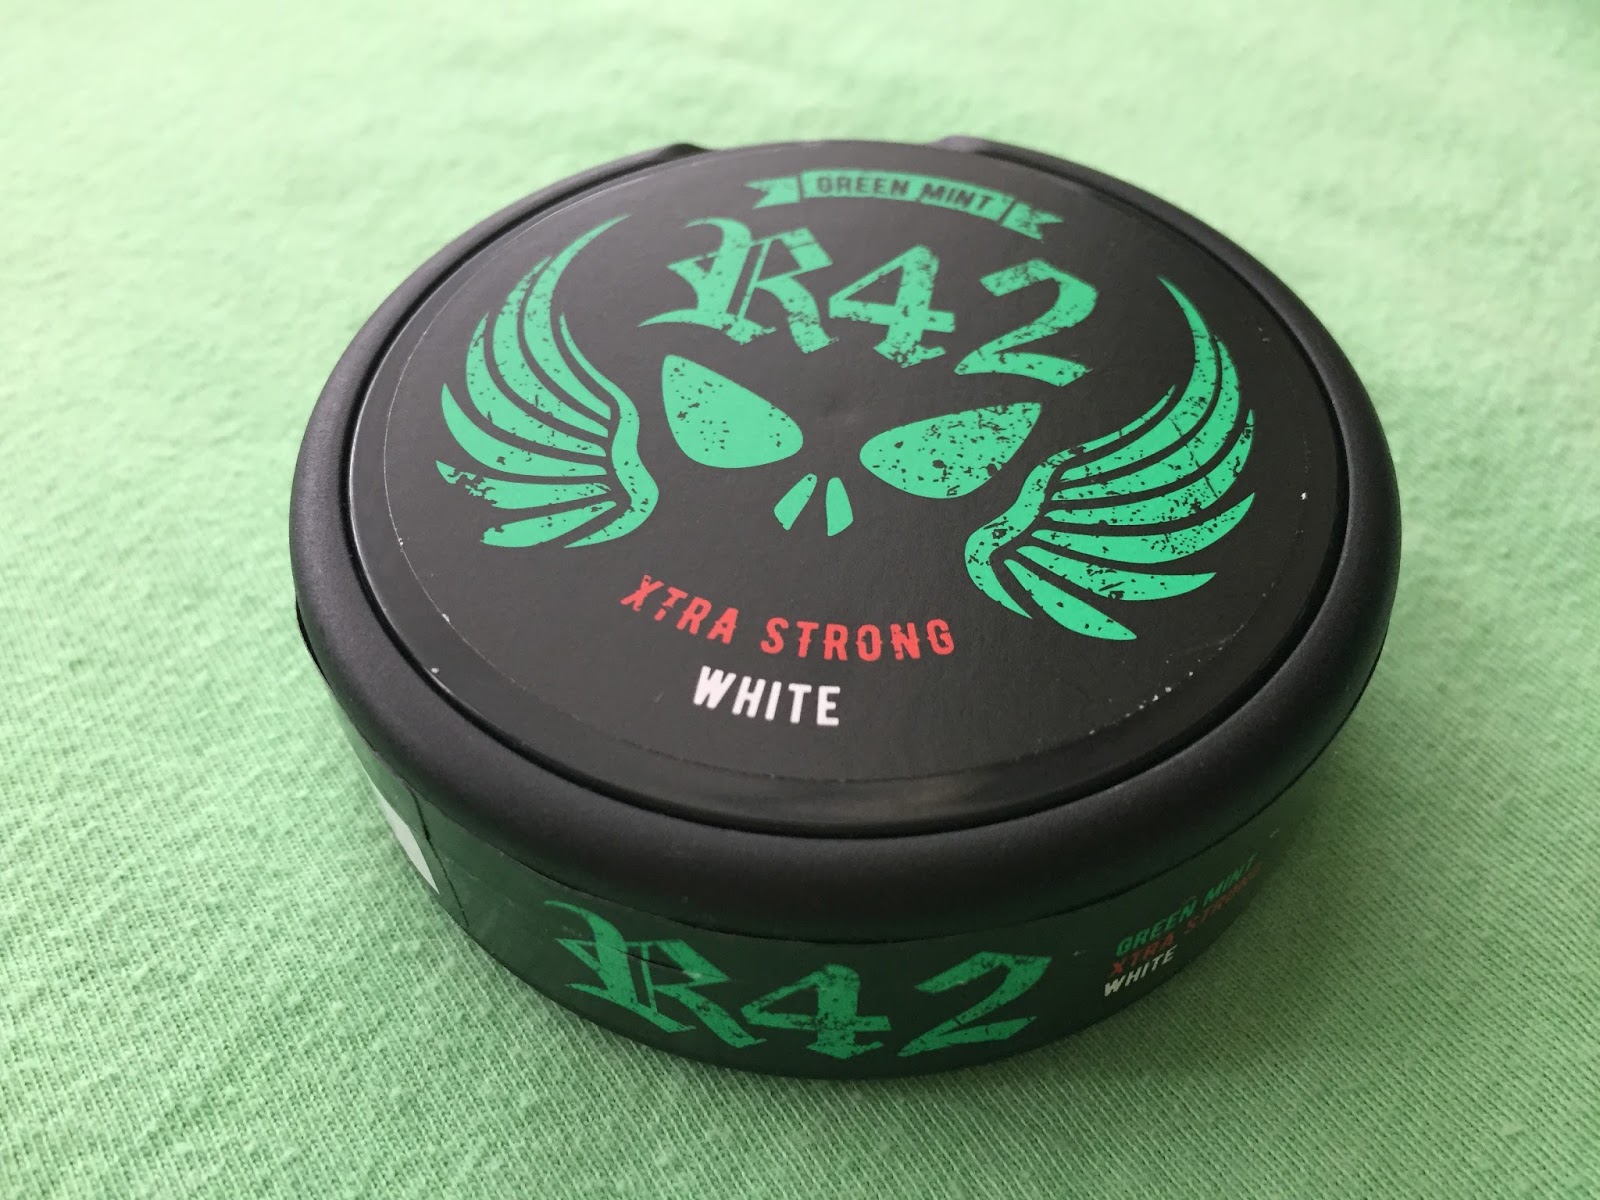 GREEN MINT
R42
XTRA STRONG
WHITE
R42
GREEN MINT
XTRA STRONG
WHITE